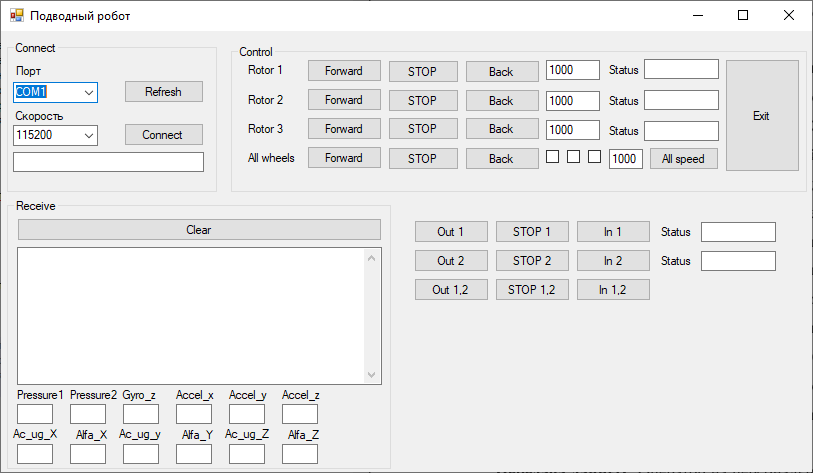 Подводный робот
Connect
Порт
COM1
Refresh
Скорость
115200
Connect
Control
Rotor 1 Forward STOP Back 1000 Status
Rotor 2 Forward STOP Back 1000 Status
Rotor 3 Forward STOP Back 1000 Status
All wheels Forward STOP Back 1000 All speed
Exit
Receive
Clear
Pressure1 Pressure2 Gyro_z Accel_x Accel_y Accel_z
Ac_ug_X Alfa_X Ac_ug_y Alfa_Y Ac_ug_Z Alfa_Z
Out 1 STOP 1 In 1 Status
Out 2 STOP 2 In 2 Status
Out 1,2 STOP 1,2 In 1,2